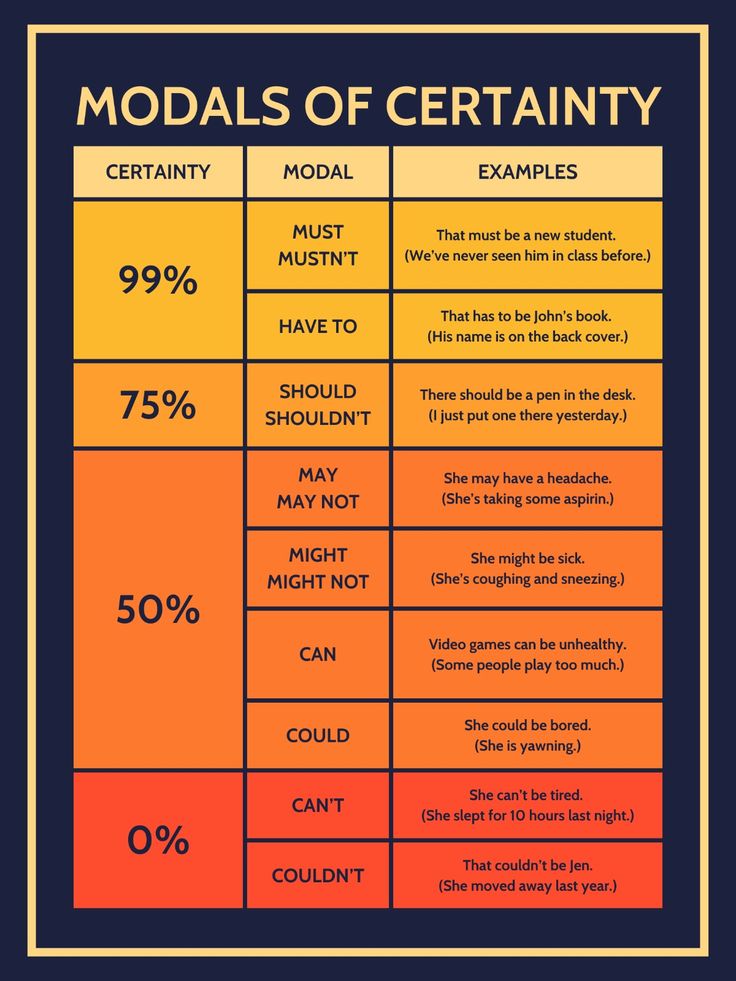 MODALS OF CERTAINTY
CERTAINTY MODAL EXAMPLES
99%
MUST
MUSTN'T
That must be a new student.
(We've never seen him in class before.)
HAVE TO
That has to be John's book.
(His name is on the back cover.)
75%
SHOULD
SHOULDN'T
There should be a pen in the desk.
(I just put one there yesterday.)
50%
MAY
MAY NOT
She may have a headache.
(She's taking some aspirin.)
MIGHT
MIGHT NOT
She might be sick.
(She's coughing and sneezing.)
CAN
Video games can be unhealthy.
(Some people play too much.)
COULD
She could be bored.
(She is yawning.)
0%
CAN'T
She can't be tired.
(She slept for 10 hours last night.)
COULDN'T
That couldn't be Jen.
(She moved away last year.)